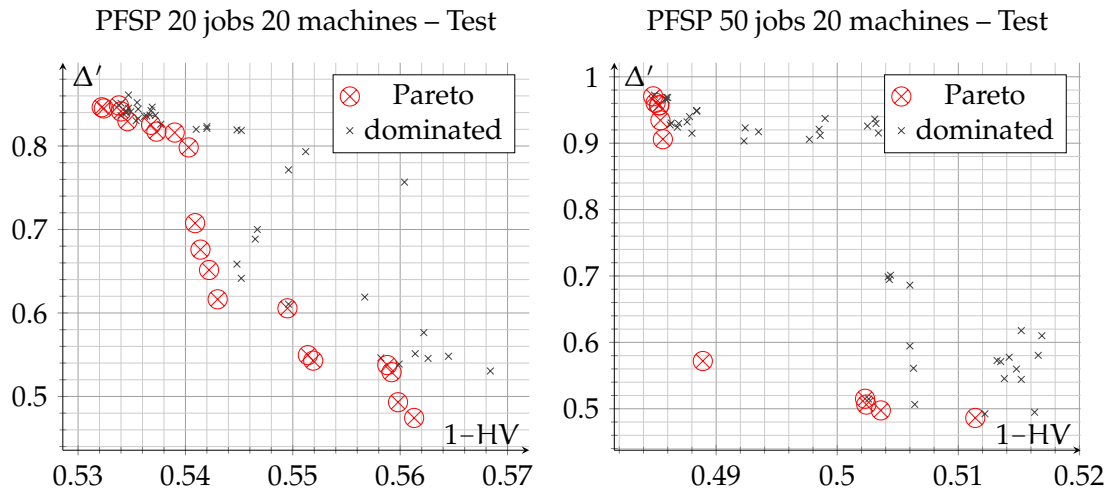 PFSP 20 jobs 20 machines – Test
Δ′
Pareto
dominated
0.8
0.7
0.6
0.5
1−HV
0.53
0.54
0.55
0.56
0.57
PFSP 50 jobs 20 machines – Test
Δ′
Pareto
dominated
1
0.9
0.8
0.7
0.6
0.5
1−HV
0.49
0.5
0.51
0.52